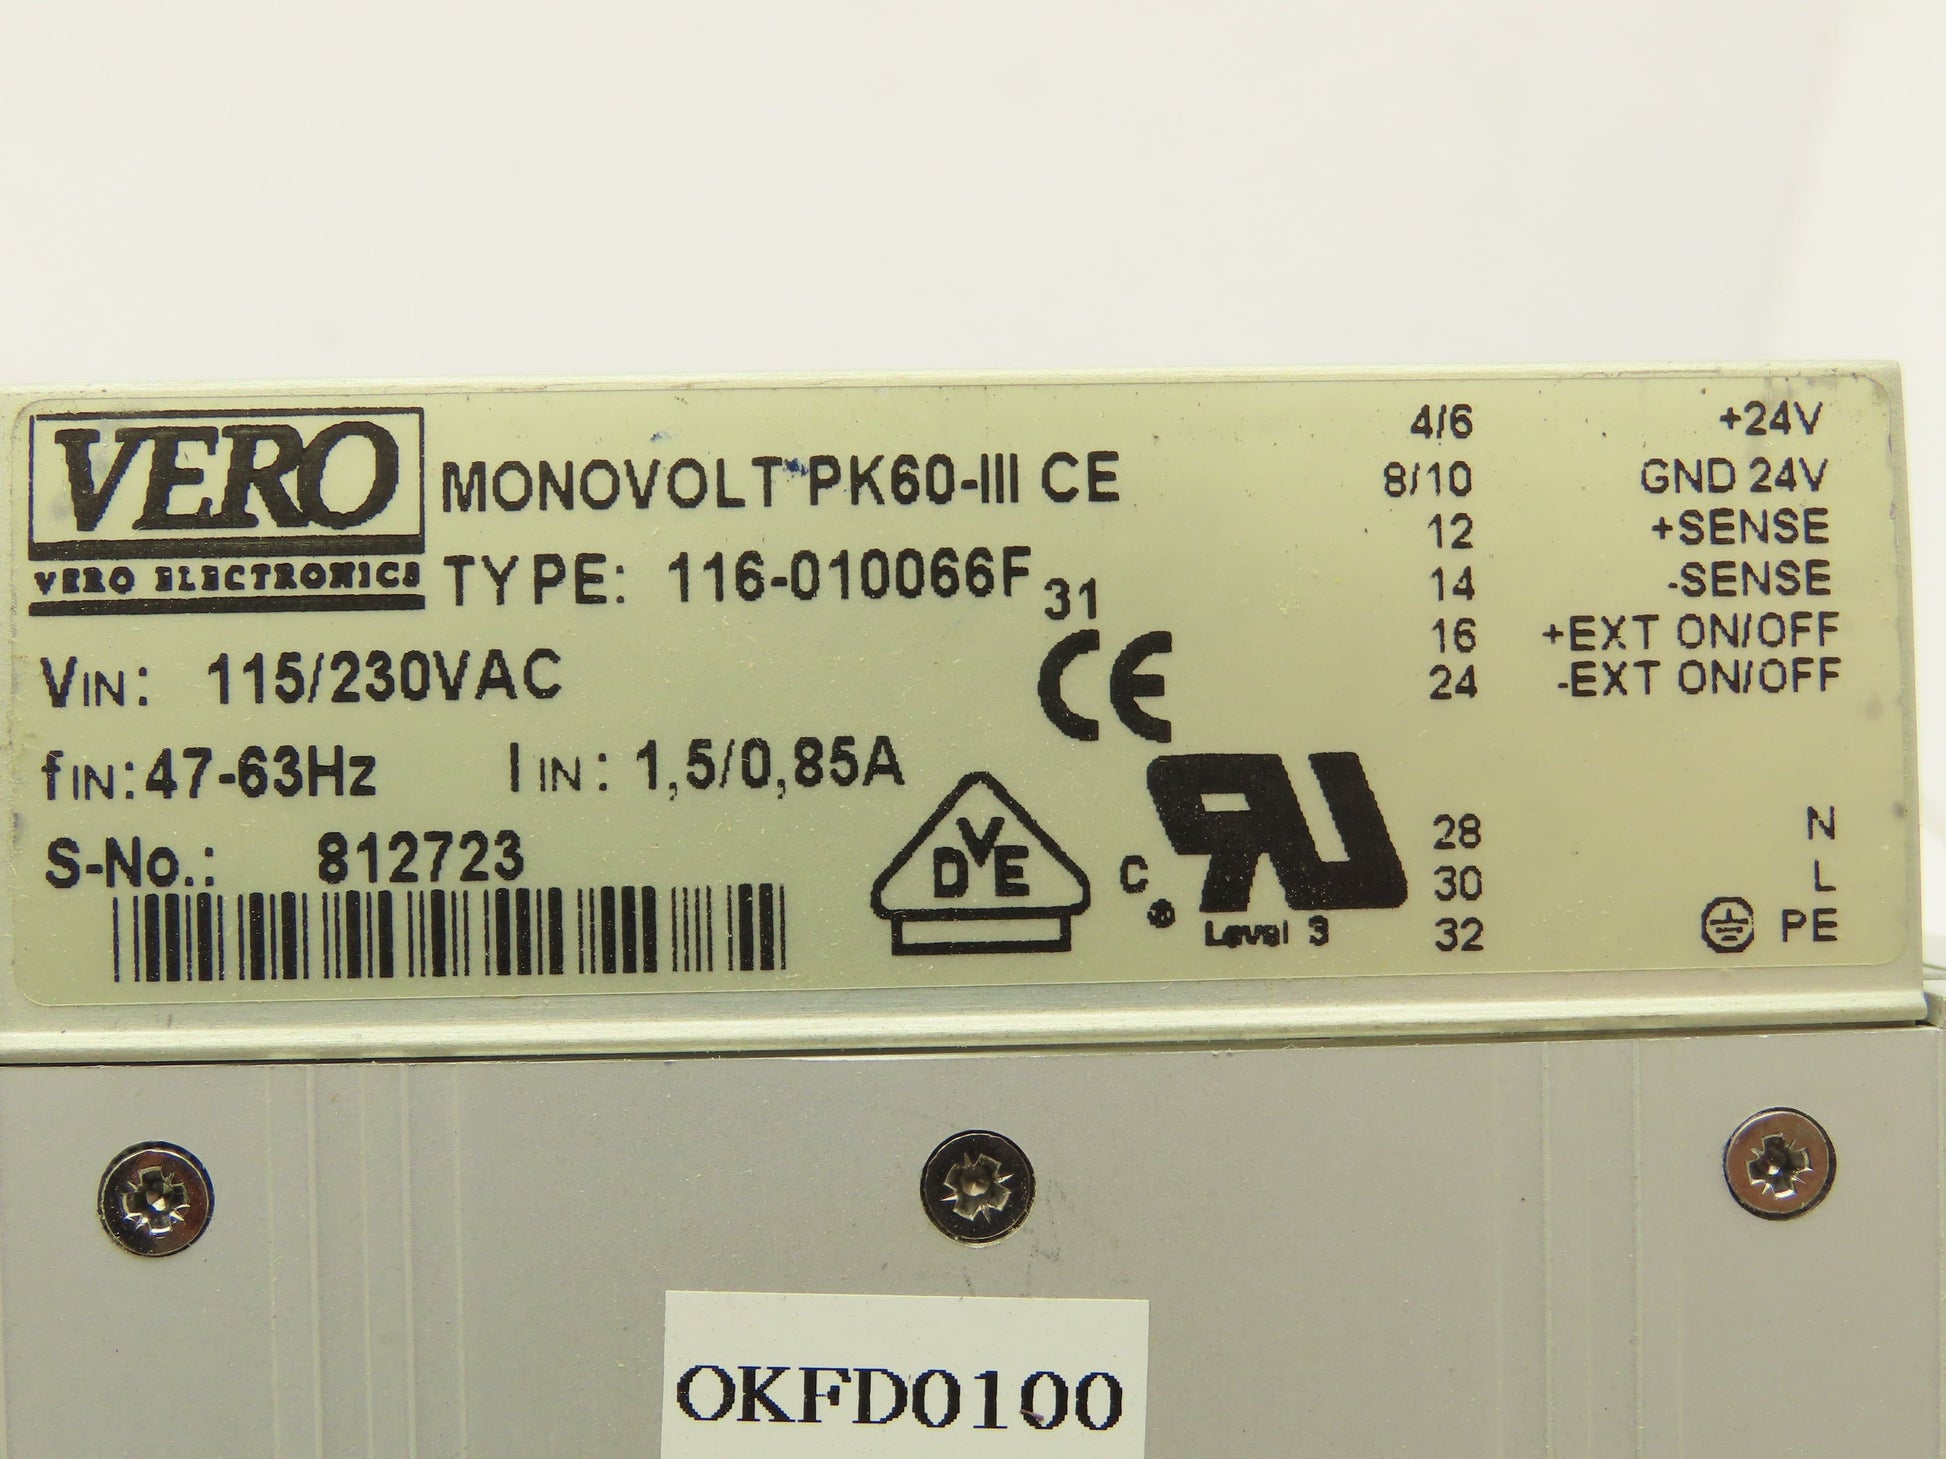 VERO
VERO ELECTRONICS
MONOVOLT PK60-III CE
TYPE: 116-010066F 31
VIN: 115/230VAC
CE
fIN: 47-63Hz IIN: 1,5/0,85A
S-No.: 812723
DVE
C RU ®
Level 3
4/6 +24V
8/10 GND 24V
12 +SENSE
14 -SENSE
16 +EXT ON/OFF
24 -EXT ON/OFF
28 N
30 L
32 PE
OKFD0100